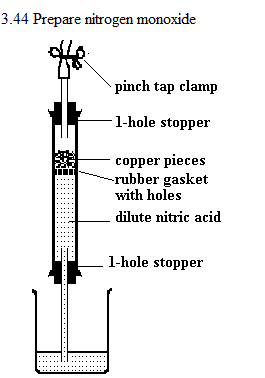 3.44 Prepare nitrogen monoxide
pinch tap clamp
1-hole stopper
copper pieces
rubber gasket
with holes
dilute nitric acid
1-hole stopper